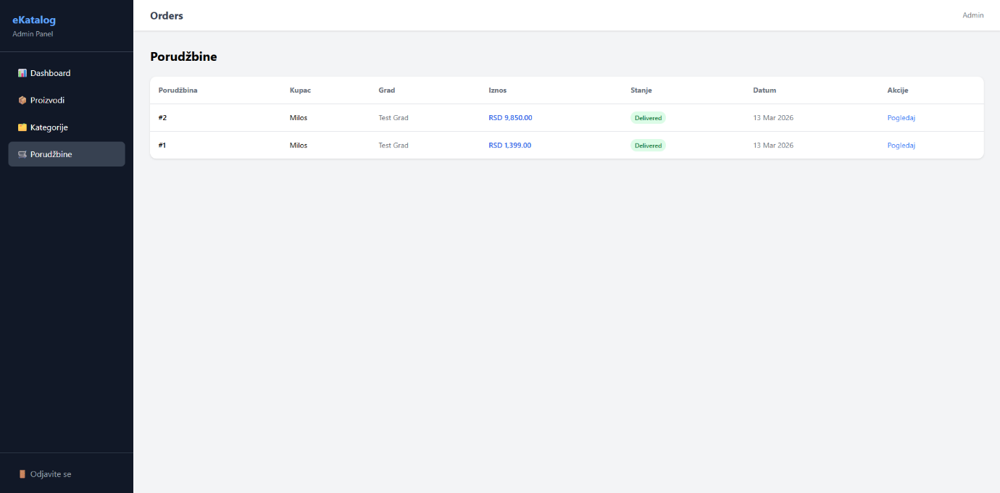 eKatalog
Admin Panel
Dashboard
Proizvodi
Kategorije
Porudžbine
Odjavite se
Orders
Admin
Porudžbine
Porudžbina Kupac Grad Iznos Stanje Datum Akcije
#2 Milos Test Grad RSD 9,850.00 Delivered 13 Mar 2026 Pogledaj
#1 Milos Test Grad RSD 1,399.00 Delivered 13 Mar 2026 Pogledaj